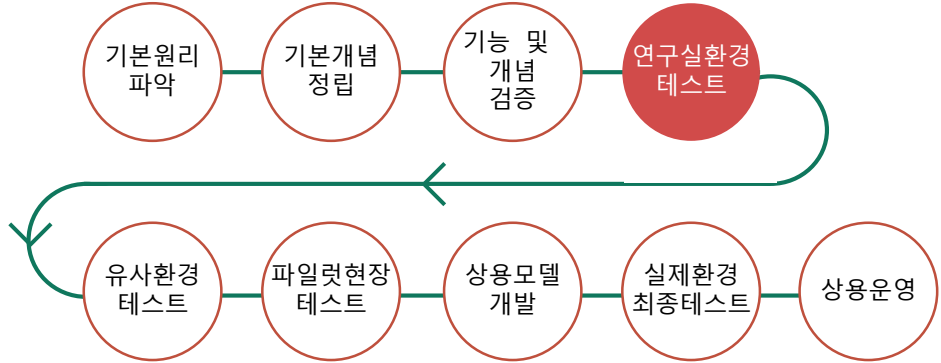 기본원리
파악
기본개념
정립
기능 및
개념
검증
연구실환경
테스트
유사환경
테스트
파일럿현장
테스트
상용모델
개발
실제환경
최종테스트
상용운영